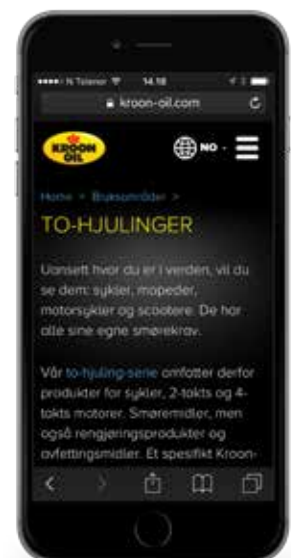 N Telenor 14.18
kroon-oil.com
KROON
OIL
NO
Home > Bruksområder >
TO-HJULINGER
Uansett hvor du er i verden, vil du
se dem: sykler, mopeder,
motorsykler og scootere. De har
alle sine egne smørekrav.
Vår to-hjuling-serie omfatter derfor
produkter for sykler, 2-takts og 4-
takts motorer. Smøremidler, men
også rengjøringsprodukter og
avfettingsmidler. Et spesifikt Kroon-